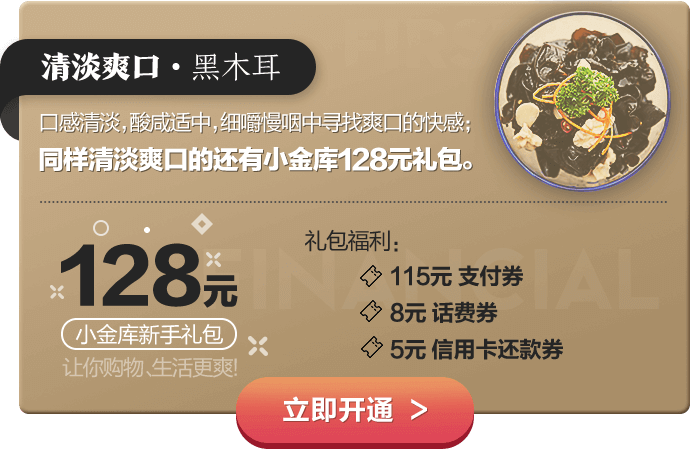 清淡爽口·黑木耳
口感清淡,酸咸适中,细嚼慢咽中寻找爽口的快感;
同样清淡爽口的还有小金库128元礼包。
128元
小金库新手礼包
让你购物、生活更爽!
礼包福利:
115元 支付券
8元 话费券
5元 信用卡还款券
FIRST
FINANCIAL
立即开通 >